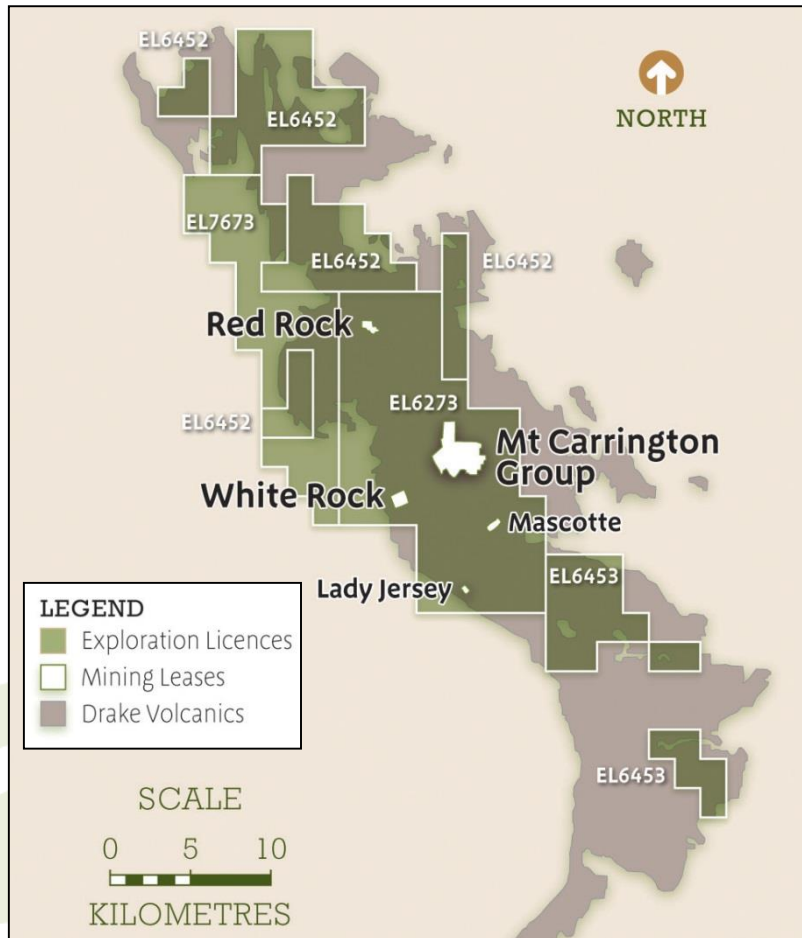 EL6452
NORTH
EL6452
EL7673
EL6452
EL6452
Red Rock
EL6273
EL6452
Mt Carrington
Group
White Rock
Mascotte
EL6453
Lady Jersey
LEGEND
Exploration Licences
Mining Leases
Drake Volcanics
EL6453
SCALE
0 5 10
KILOMETRES